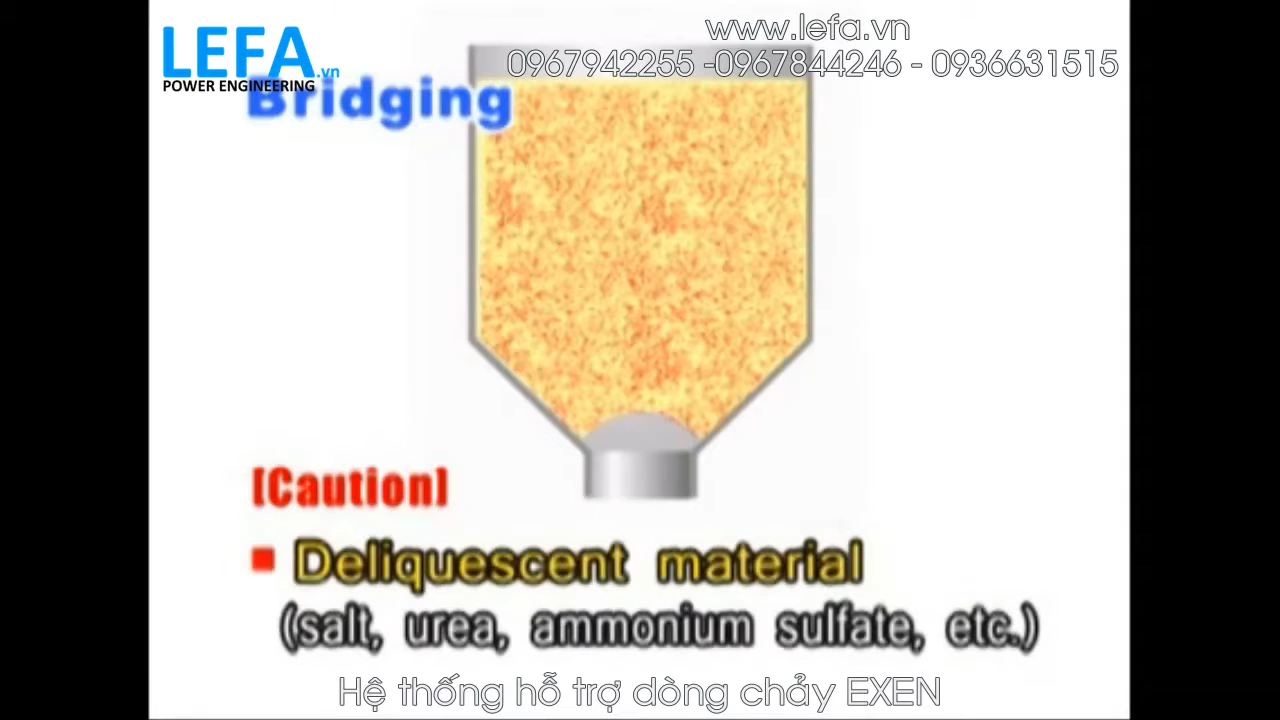 LEFA.vn
POWER ENGINEERING
www.lefa.vn
0967942255 -0967844246 - 0936631515
Bridging
[Caution]
Deliquescent material
(salt, urea, ammonium sulfate, etc.)
Hệ thống hỗ trợ dòng chảy EXEN